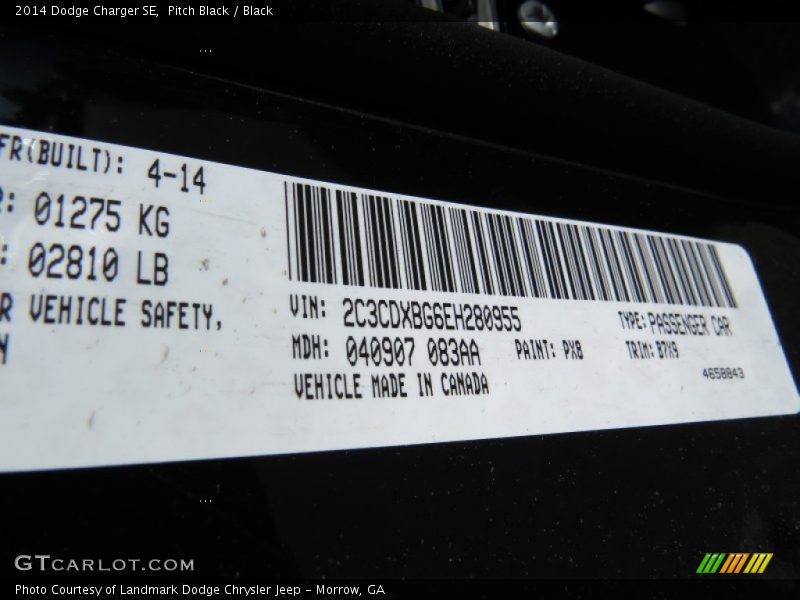 2014 Dodge Charger SE,  Pitch Black / Black
FR(BUILT): 4-14
R: 01275 KG
: 02810 LB
R VEHICLE SAFETY,
N
VIN: 2C3CDXBG6EH280955
TYPE: PASSENGER CAR
MDH: 040907 083AA
PAINT: PX8
TRIM: B7X9
VEHICLE MADE IN CANADA
4658843
GTCARLOT.COM
Photo Courtesy of Landmark Dodge Chrysler Jeep – Morrow, GA